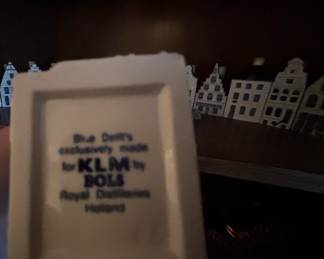 Blue Delft's
exclusively made
for KLM by
BOLS
Royal Distilleries
Holland